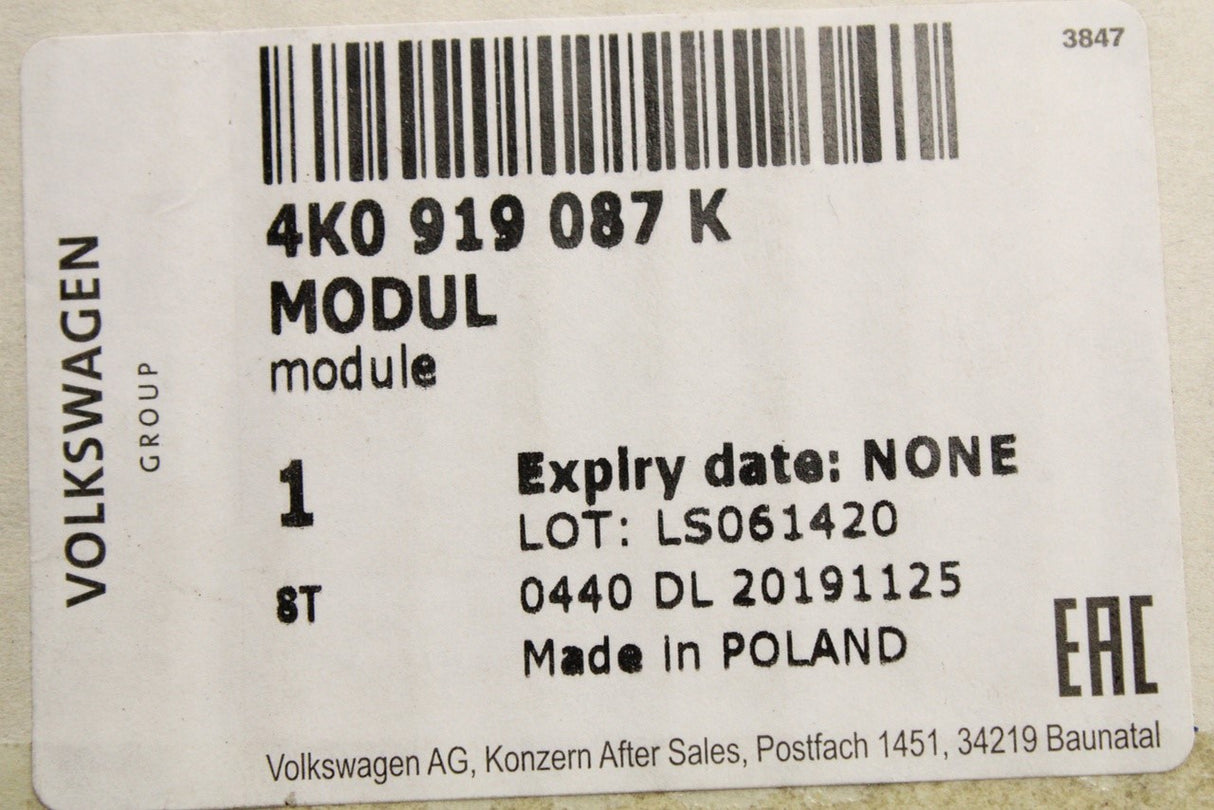 3847
4K0 919 087 K
MODUL
module
VOLKSWAGEN
GROUP
1
ST
Expiry date: NONE
LOT: LS061420
0440 DL 20191125
Made in POLAND
EAC
Volkswagen AG, Konzern After Sales, Postfach 1451, 34219 Baunatal